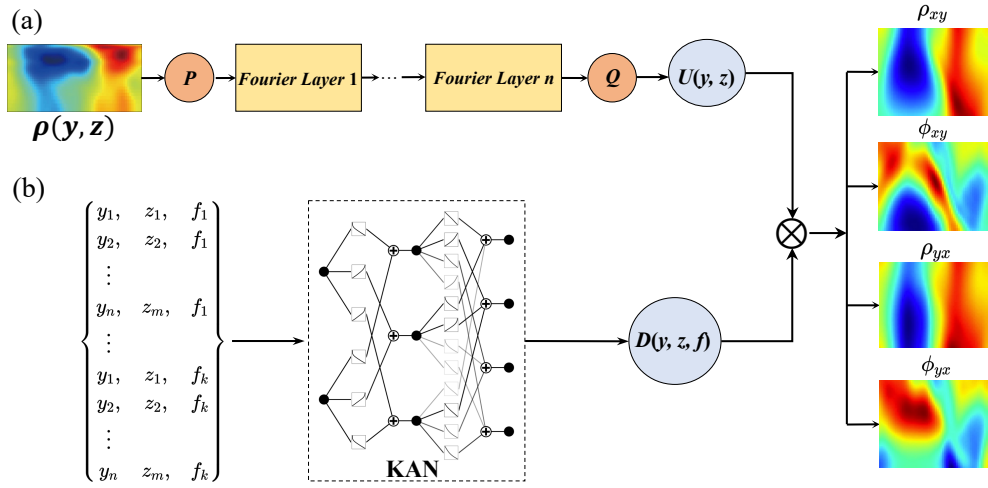 (a)
P
Fourier Layer 1
......
Fourier Layer n
Q
U(y, z)
ρ(y, z)
ρxy
ϕxy
ρyx
ϕyx
(b)
y1, z1, f1
y2, z2, f1
⋮
yn, zm, f1
⋮
y1, z1, fk
y2, z2, fk
⋮
yn zm, fk
KAN
D(y, z, f)